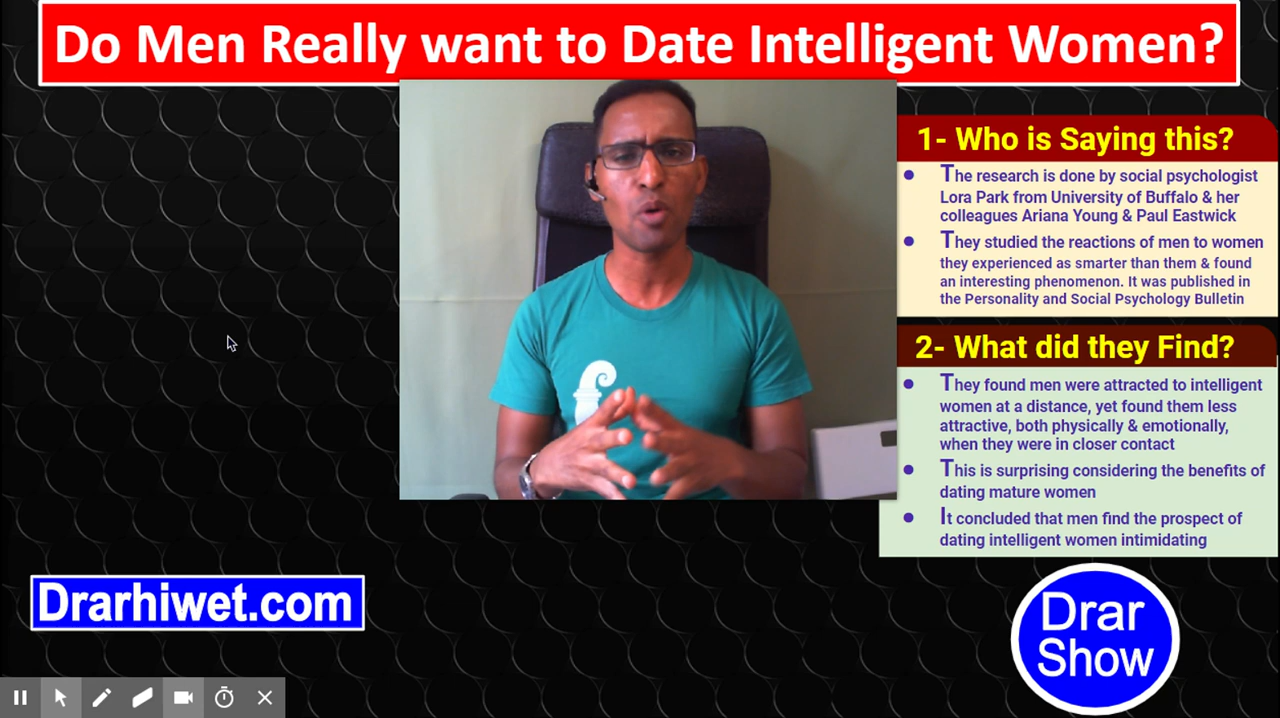 Do Men Really want to Date Intelligent Women?
1- Who is Saying this?
The research is done by social psychologist
Lora Park from University of Buffalo & her
colleagues Ariana Young & Paul Eastwick
They studied the reactions of men to women
they experienced as smarter than them & found
an interesting phenomenon. It was published in
the Personality and Social Psychology Bulletin
2- What did they Find?
They found men were attracted to intelligent
women at a distance, yet found them less
attractive, both physically & emotionally,
when they were in closer contact
This is surprising considering the benefits of
dating mature women
It concluded that men find the prospect of
dating intelligent women intimidating
Drarhiwet.com
Drar
Show